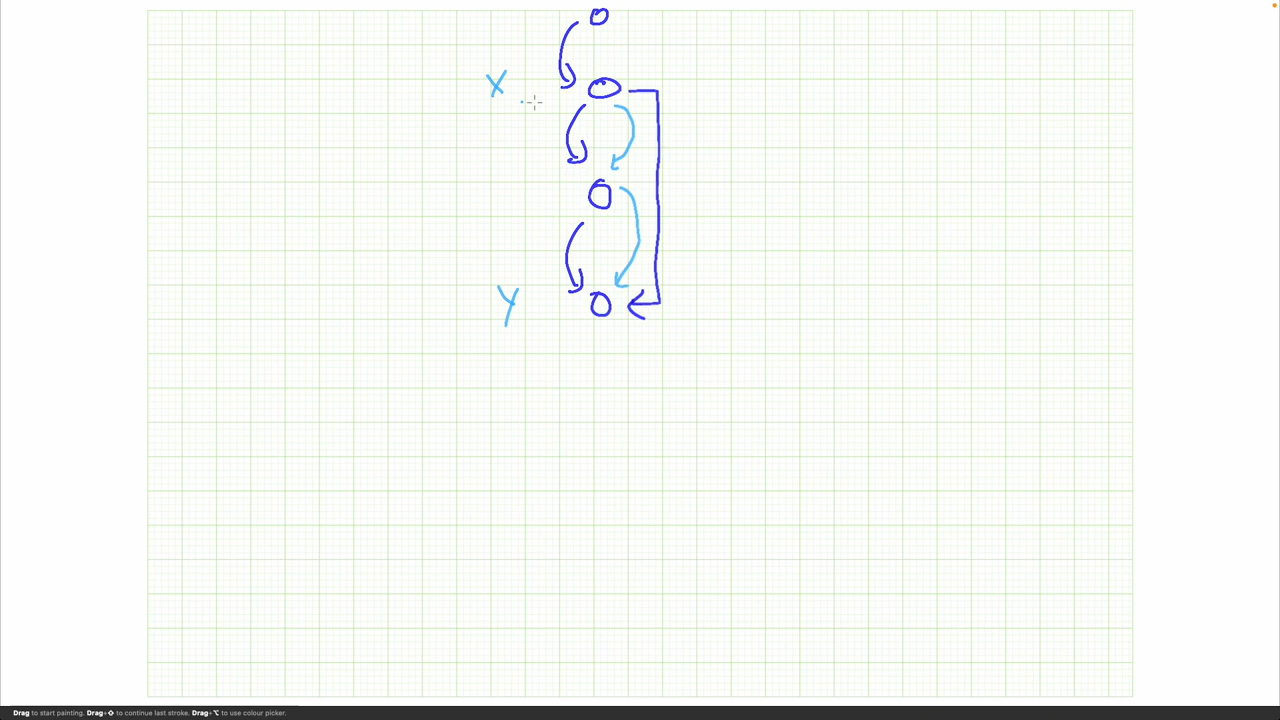 X
Y
Drag to start painting. Drag+⇧ to continue last stroke. Drag+⌥ to use colour picker.